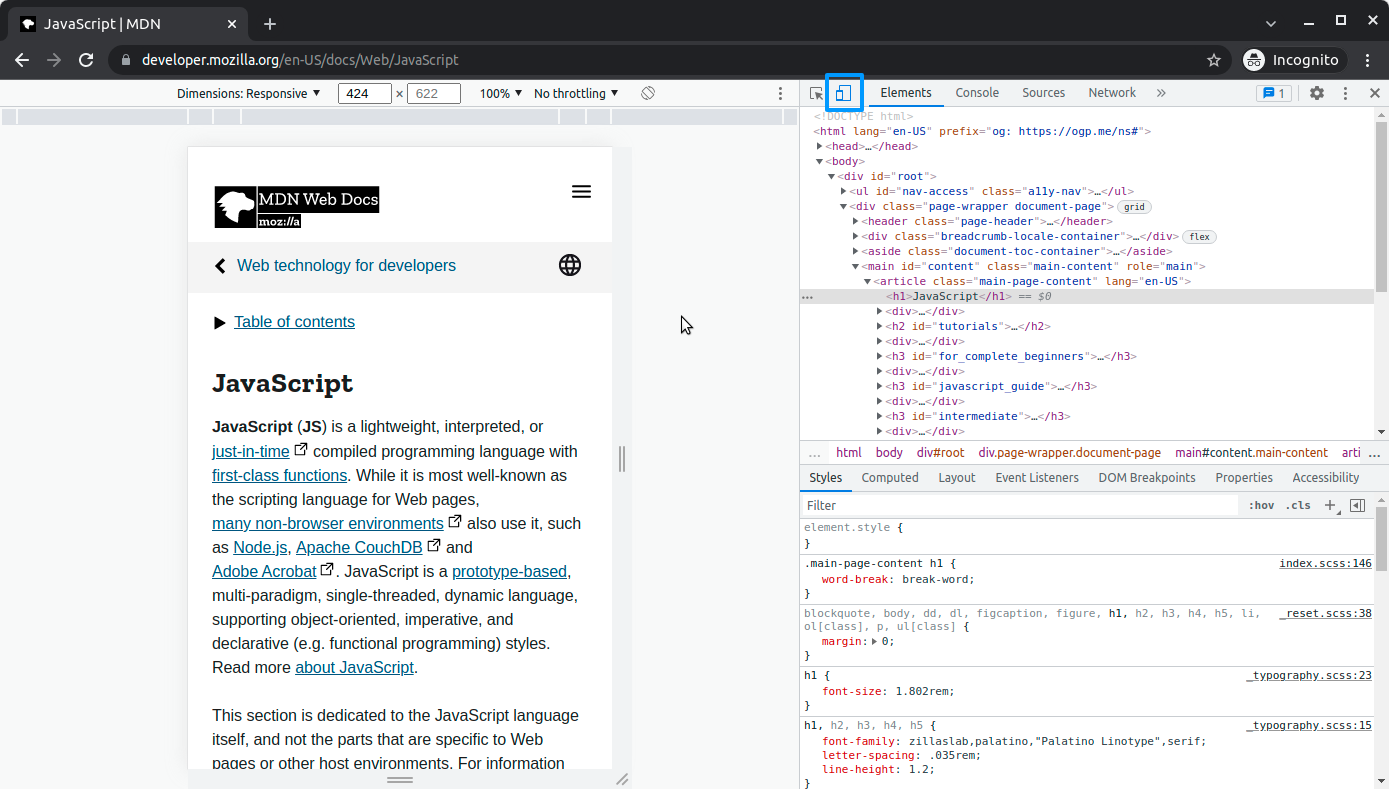 JavaScript | MDN
developer.mozilla.org/en-US/docs/Web/JavaScript
Incognito
Dimensions: Responsive
424 × 622
100%
No throttling
MDN Web Docs
moz://a
Web technology for developers
Table of contents
JavaScript
JavaScript (JS) is a lightweight, interpreted, or
just-in-time compiled programming language with
first-class functions. While it is most well-known as
the scripting language for Web pages,
many non-browser environments also use it, such
as Node.js, Apache CouchDB and
Adobe Acrobat. JavaScript is a prototype-based,
multi-paradigm, single-threaded, dynamic language,
supporting object-oriented, imperative, and
declarative (e.g. functional programming) styles.
Read more about JavaScript.
This section is dedicated to the JavaScript language
itself, and not the parts that are specific to Web
pages or other host environments. For information
Elements Console Sources Network » 1
<!DOCTYPE html>
<html lang="en-US" prefix="og: https://ogp.me/ns#">
<head>…</head>
<body>
<div id="root">
<ul id="nav-access" class="a11y-nav">…</ul>
<div class="page-wrapper document-page"> grid
<header class="page-header">…</header>
<div class="breadcrumb-locale-container">…</div> flex
<aside class="document-toc-container">…</aside>
<main id="content" class="main-content" role="main">
<article class="main-page-content" lang="en-US">
… <h1>JavaScript</h1> == $0
<div>…</div>
<h2 id="tutorials">…</h2>
<div>…</div>
<h3 id="for_complete_beginners">…</h3>
<div>…</div>
<h3 id="javascript_guide">…</h3>
<div>…</div>
<h3 id="intermediate">…</h3>
<div>…</div>
… html body div#root div.page-wrapper.document-page main#content.main-content arti …
Styles Computed Layout Event Listeners DOM Breakpoints Properties Accessibility
Filter :hov .cls +
element.style {
}
.main-page-content h1 { index.scss:146
word-break: break-word;
}
blockquote, body, dd, dl, figcaption, figure, h1, h2, h3, h4, h5, li, _reset.scss:38
ol[class], p, ul[class] {
margin: 0;
}
h1 { _typography.scss:23
font-size: 1.802rem;
}
h1, h2, h3, h4, h5 { _typography.scss:15
font-family: zillaslab,palatino,"Palatino Linotype",serif;
letter-spacing: .035rem;
line-height: 1.2;
}